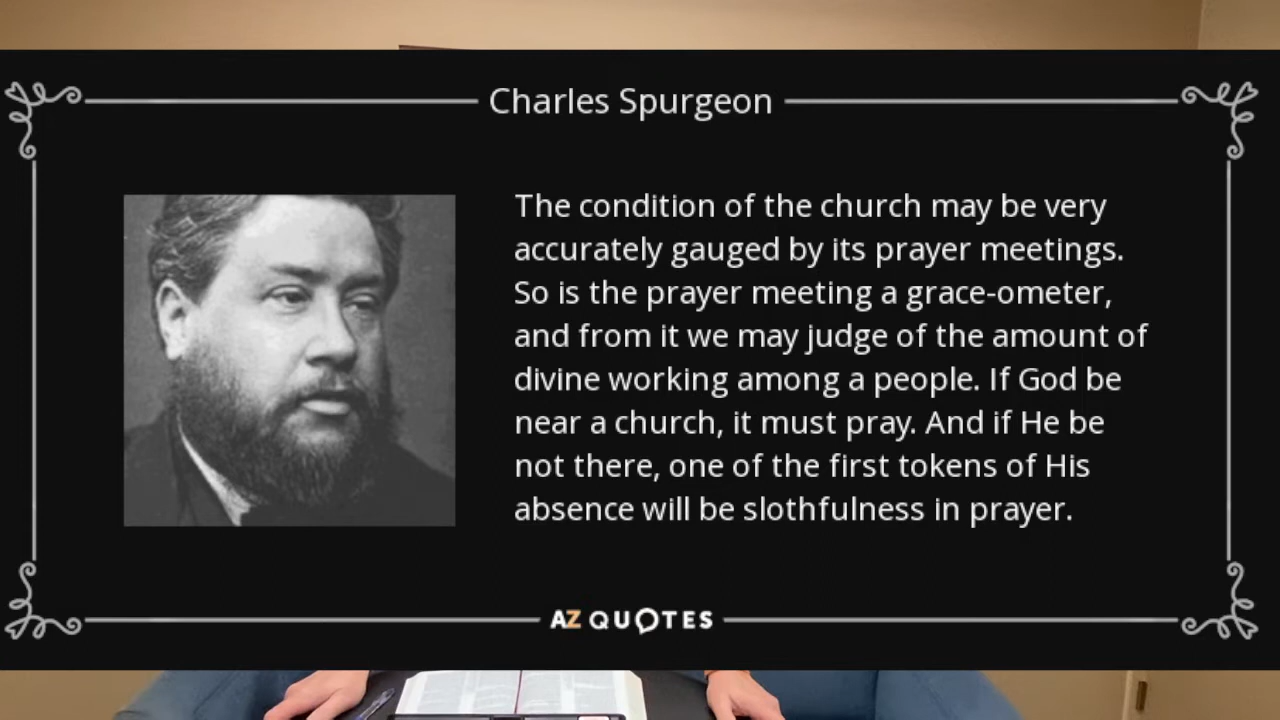 Charles Spurgeon
The condition of the church may be very
accurately gauged by its prayer meetings.
So is the prayer meeting a grace-ometer,
and from it we may judge of the amount of
divine working among a people. If God be
near a church, it must pray. And if He be
not there, one of the first tokens of His
absence will be slothfulness in prayer.
AZ QUOTES